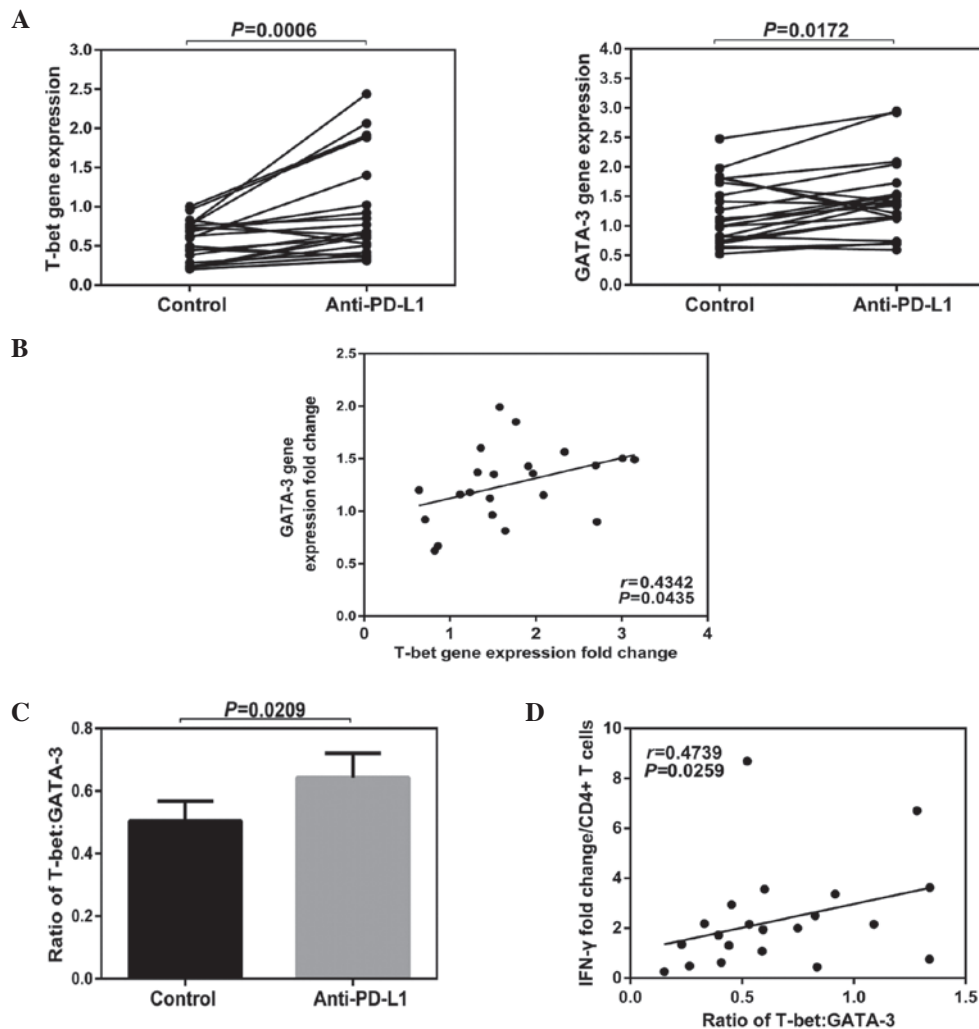 A
P=0.0006
T-bet gene expression
3.0
2.5
2.0
1.5
1.0
0.5
0.0
Control
Anti-PD-L1
P=0.0172
GATA-3 gene expression
4.0
3.5
3.0
2.5
2.0
1.5
1.0
0.5
0.0
Control
Anti-PD-L1
B
GATA-3 gene
expression fold change
2.5
2.0
1.5
1.0
0.5
0.0
r=0.4342
P=0.0435
0 1 2 3 4
T-bet gene expression fold change
C
P=0.0209
Ratio of T-bet:GATA-3
0.8
0.6
0.4
0.2
0.0
Control
Anti-PD-L1
D
r=0.4739
P=0.0259
IFN-γ fold change/CD4+ T cells
10
8
6
4
2
0
0.0 0.5 1.0 1.5
Ratio of T-bet:GATA-3